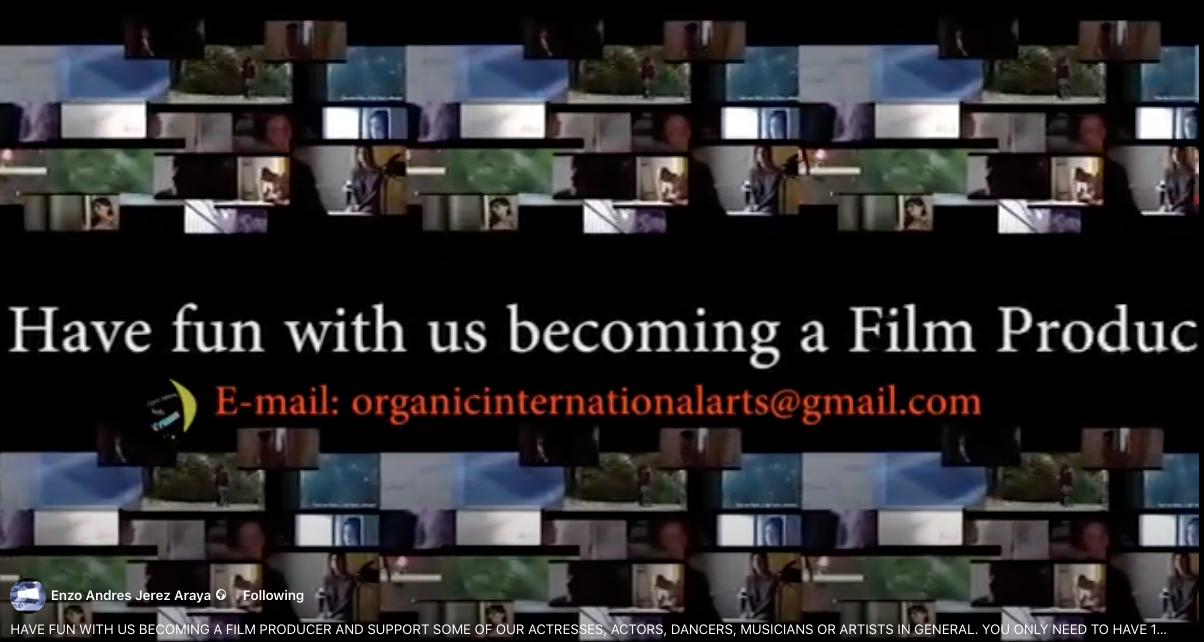 Have fun with us becoming a Film Produc
E-mail: organicinternationalarts@gmail.com
Enzo Andres Jerez Araya · Following
HAVE FUN WITH US BECOMING A FILM PRODUCER AND SUPPORT SOME OF OUR ACTRESSES, ACTORS, DANCERS, MUSICIANS OR ARTISTS IN GENERAL. YOU ONLY NEED TO HAVE 1...